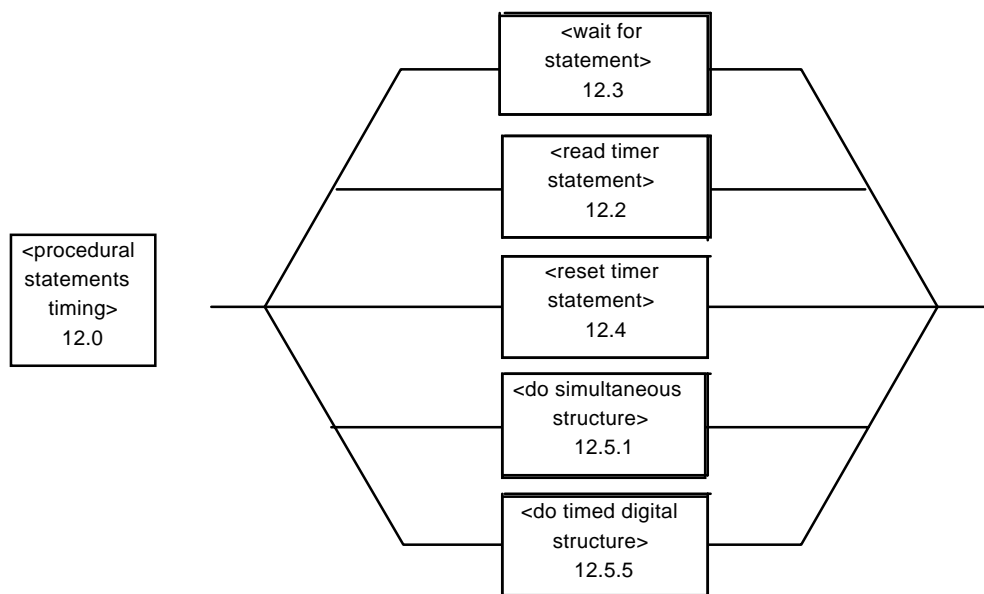 <wait for
statement>
12.3
<read timer
statement>
12.2
<procedural
statements
timing>
12.0
<reset timer
statement>
12.4
<do simultaneous
structure>
12.5.1
<do timed digital
structure>
12.5.5